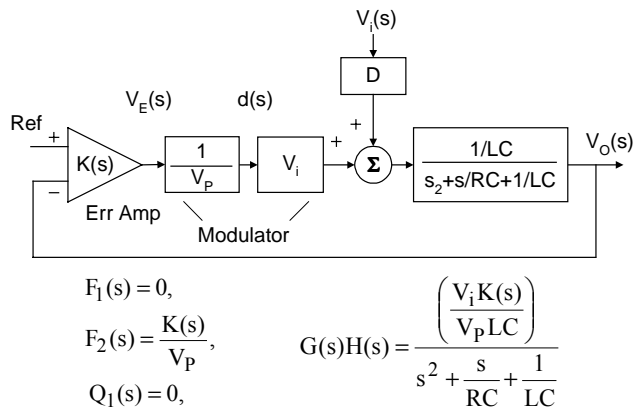 V_i(s)
D
V_E(s)
d(s)
Ref
+
+
+
K(s)
−
1/V_P
V_i
Σ
1/LC
s_2+s/RC+1/LC
V_O(s)
Err Amp
Modulator
F_1(s) = 0,
F_2(s) = K(s)/V_P,
Q_1(s) = 0,
G(s)H(s) = (V_i K(s)/V_P LC)/(s^2 + s/RC + 1/LC)